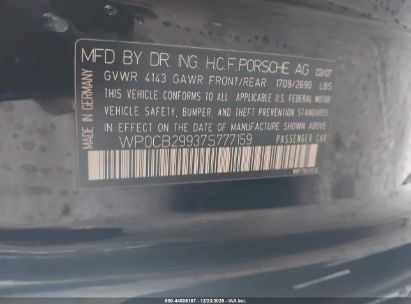 MFD BY DR. ING. H.C.F. PORSCHE AG 03/07
GVWR 4143 GAWR FRONT/REAR 1709/2690 LBS
THIS CAR CONFORMS TO ALL APPLICABLE U.S. FEDERAL MOTOR
VEHICLE SAFETY, BUMPER, AND THEFT PREVENTION STANDARDS
IN EFFECT ON THE DATE OF MANUFACTURE SHOWN ABOVE.
WP0CB29937S777159 PASSENGER CAR
MADE IN GERMANY